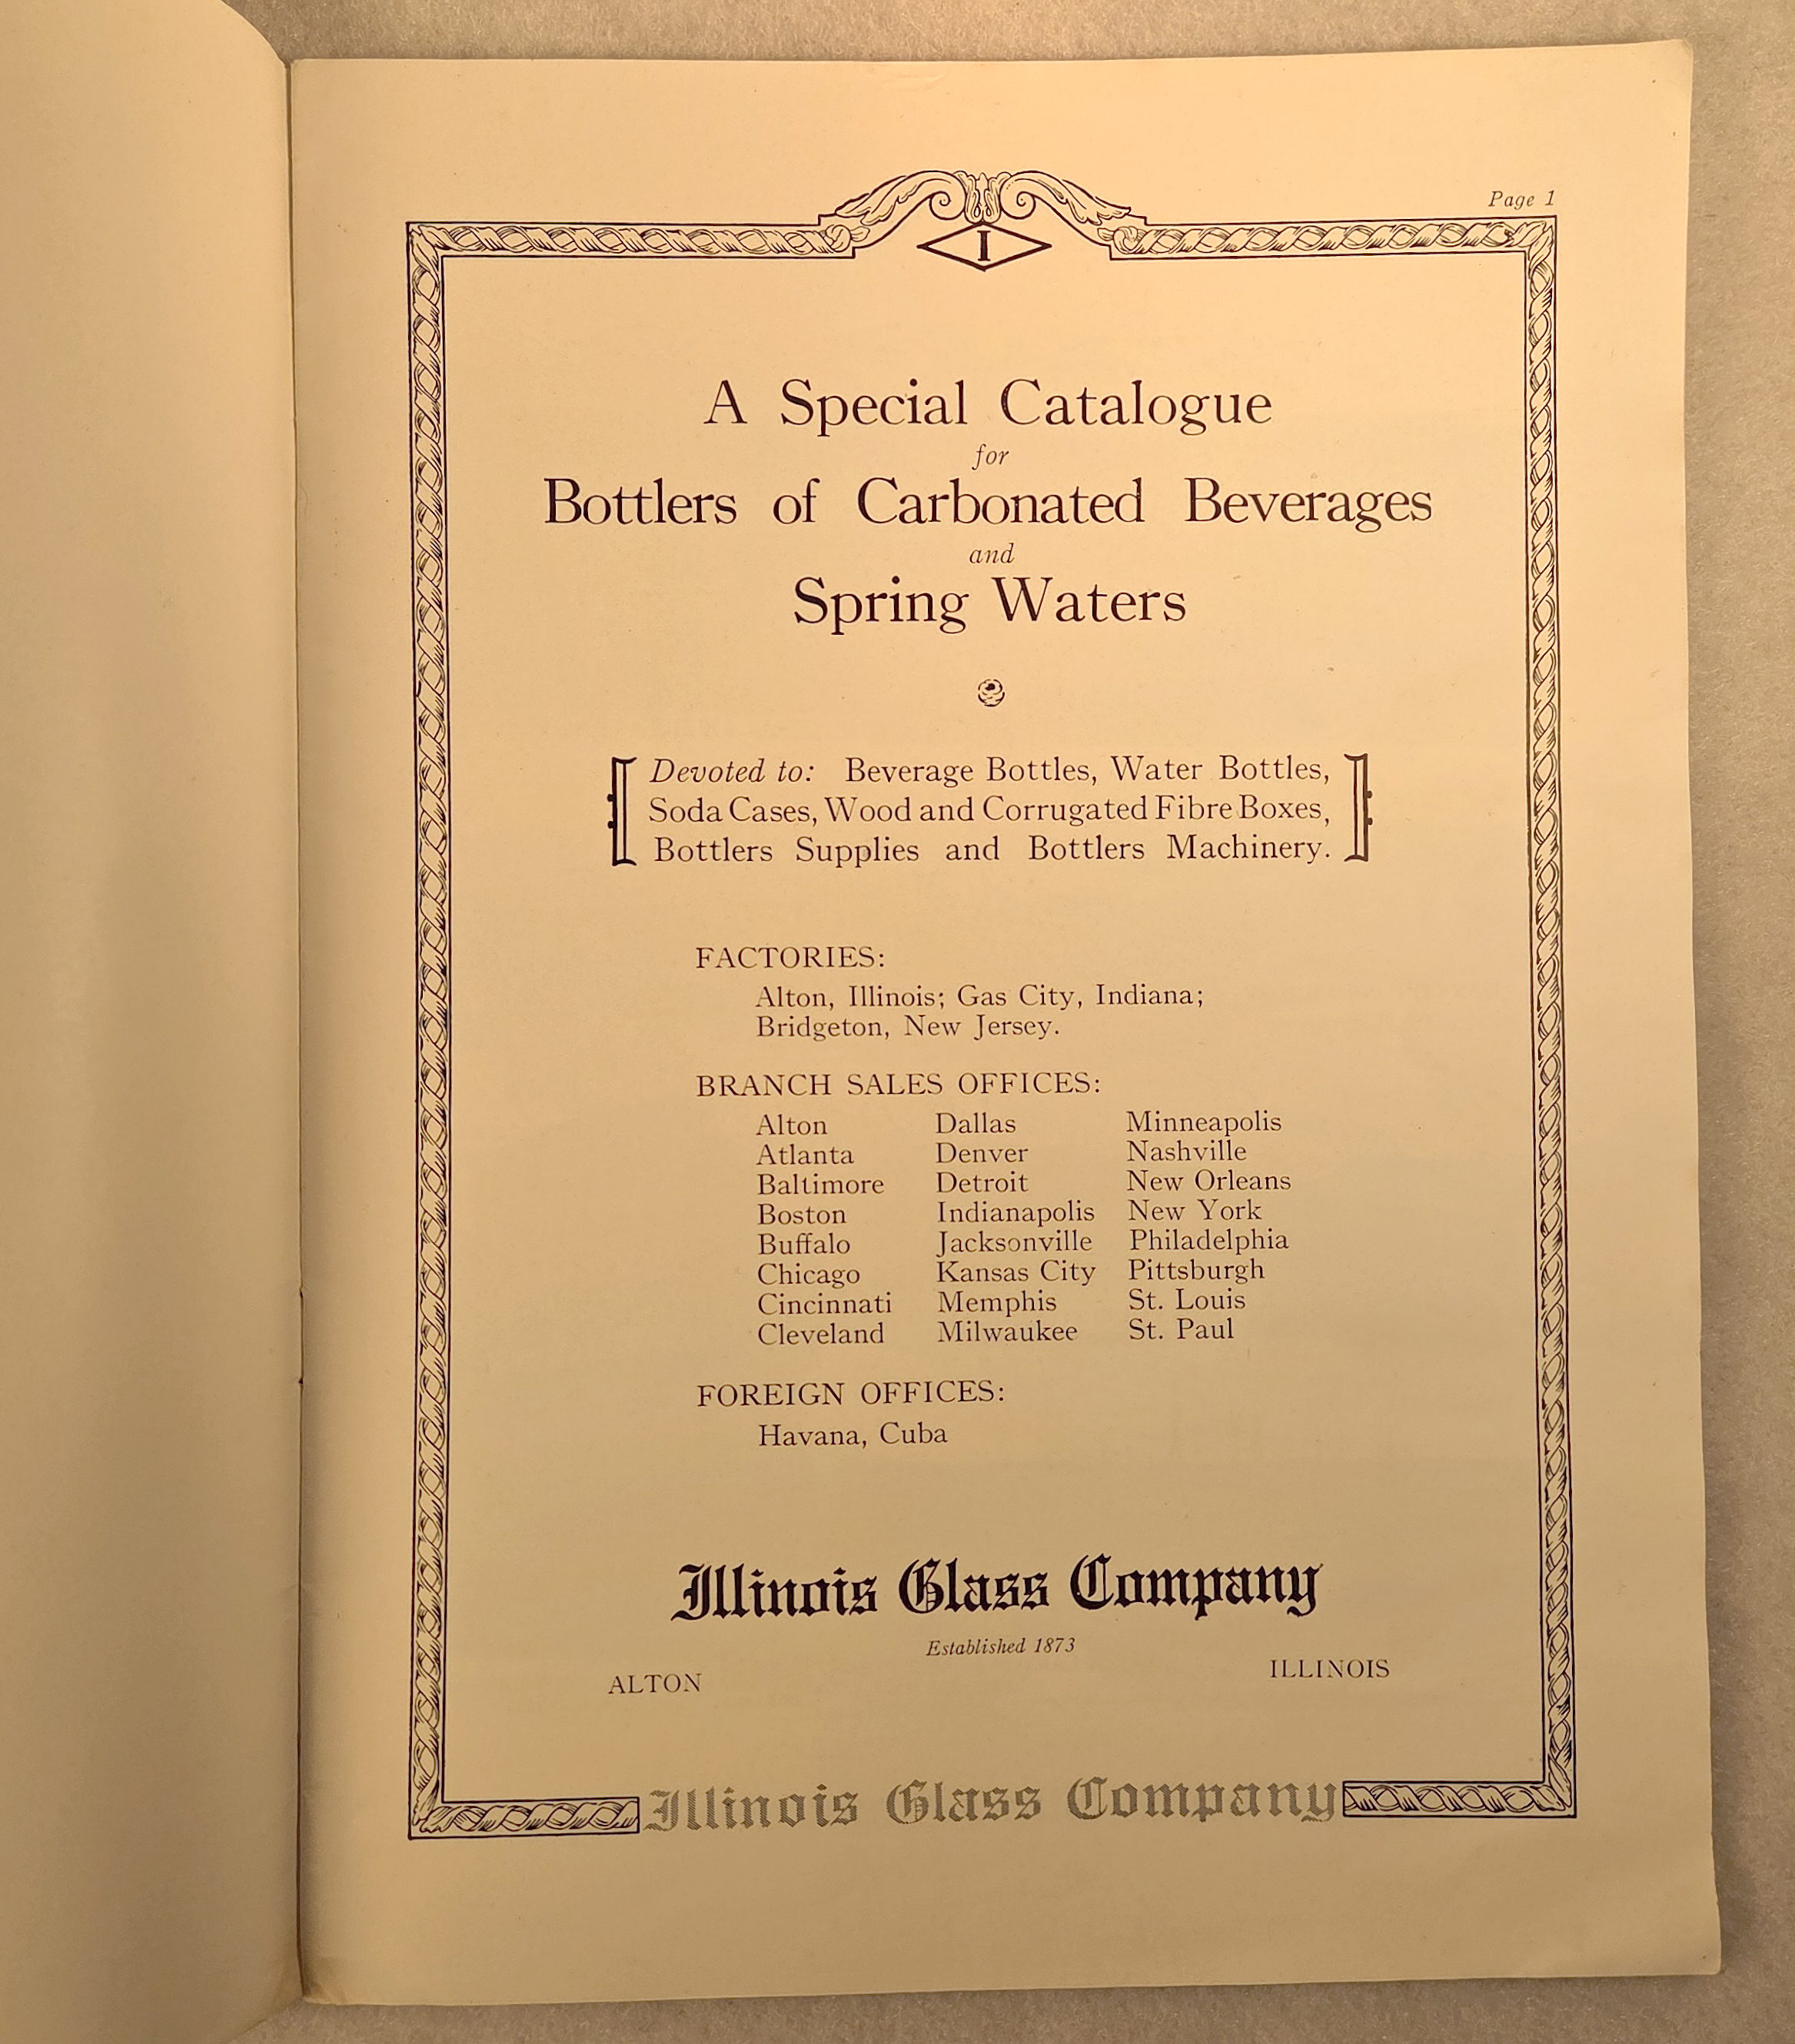 Page 1
I
A Special Catalogue
for
Bottlers of Carbonated Beverages
and
Spring Waters
Devoted to: Beverage Bottles, Water Bottles,
Soda Cases, Wood and Corrugated Fibre Boxes,
Bottlers Supplies and Bottlers Machinery.
FACTORIES:
Alton, Illinois; Gas City, Indiana;
Bridgeton, New Jersey.
BRANCH SALES OFFICES:
Alton Dallas Minneapolis
Atlanta Denver Nashville
Baltimore Detroit New Orleans
Boston Indianapolis New York
Buffalo Jacksonville Philadelphia
Chicago Kansas City Pittsburgh
Cincinnati Memphis St. Louis
Cleveland Milwaukee St. Paul
FOREIGN OFFICES:
Havana, Cuba
Illinois Glass Company
Established 1873
ALTON ILLINOIS
Illinois Glass Company